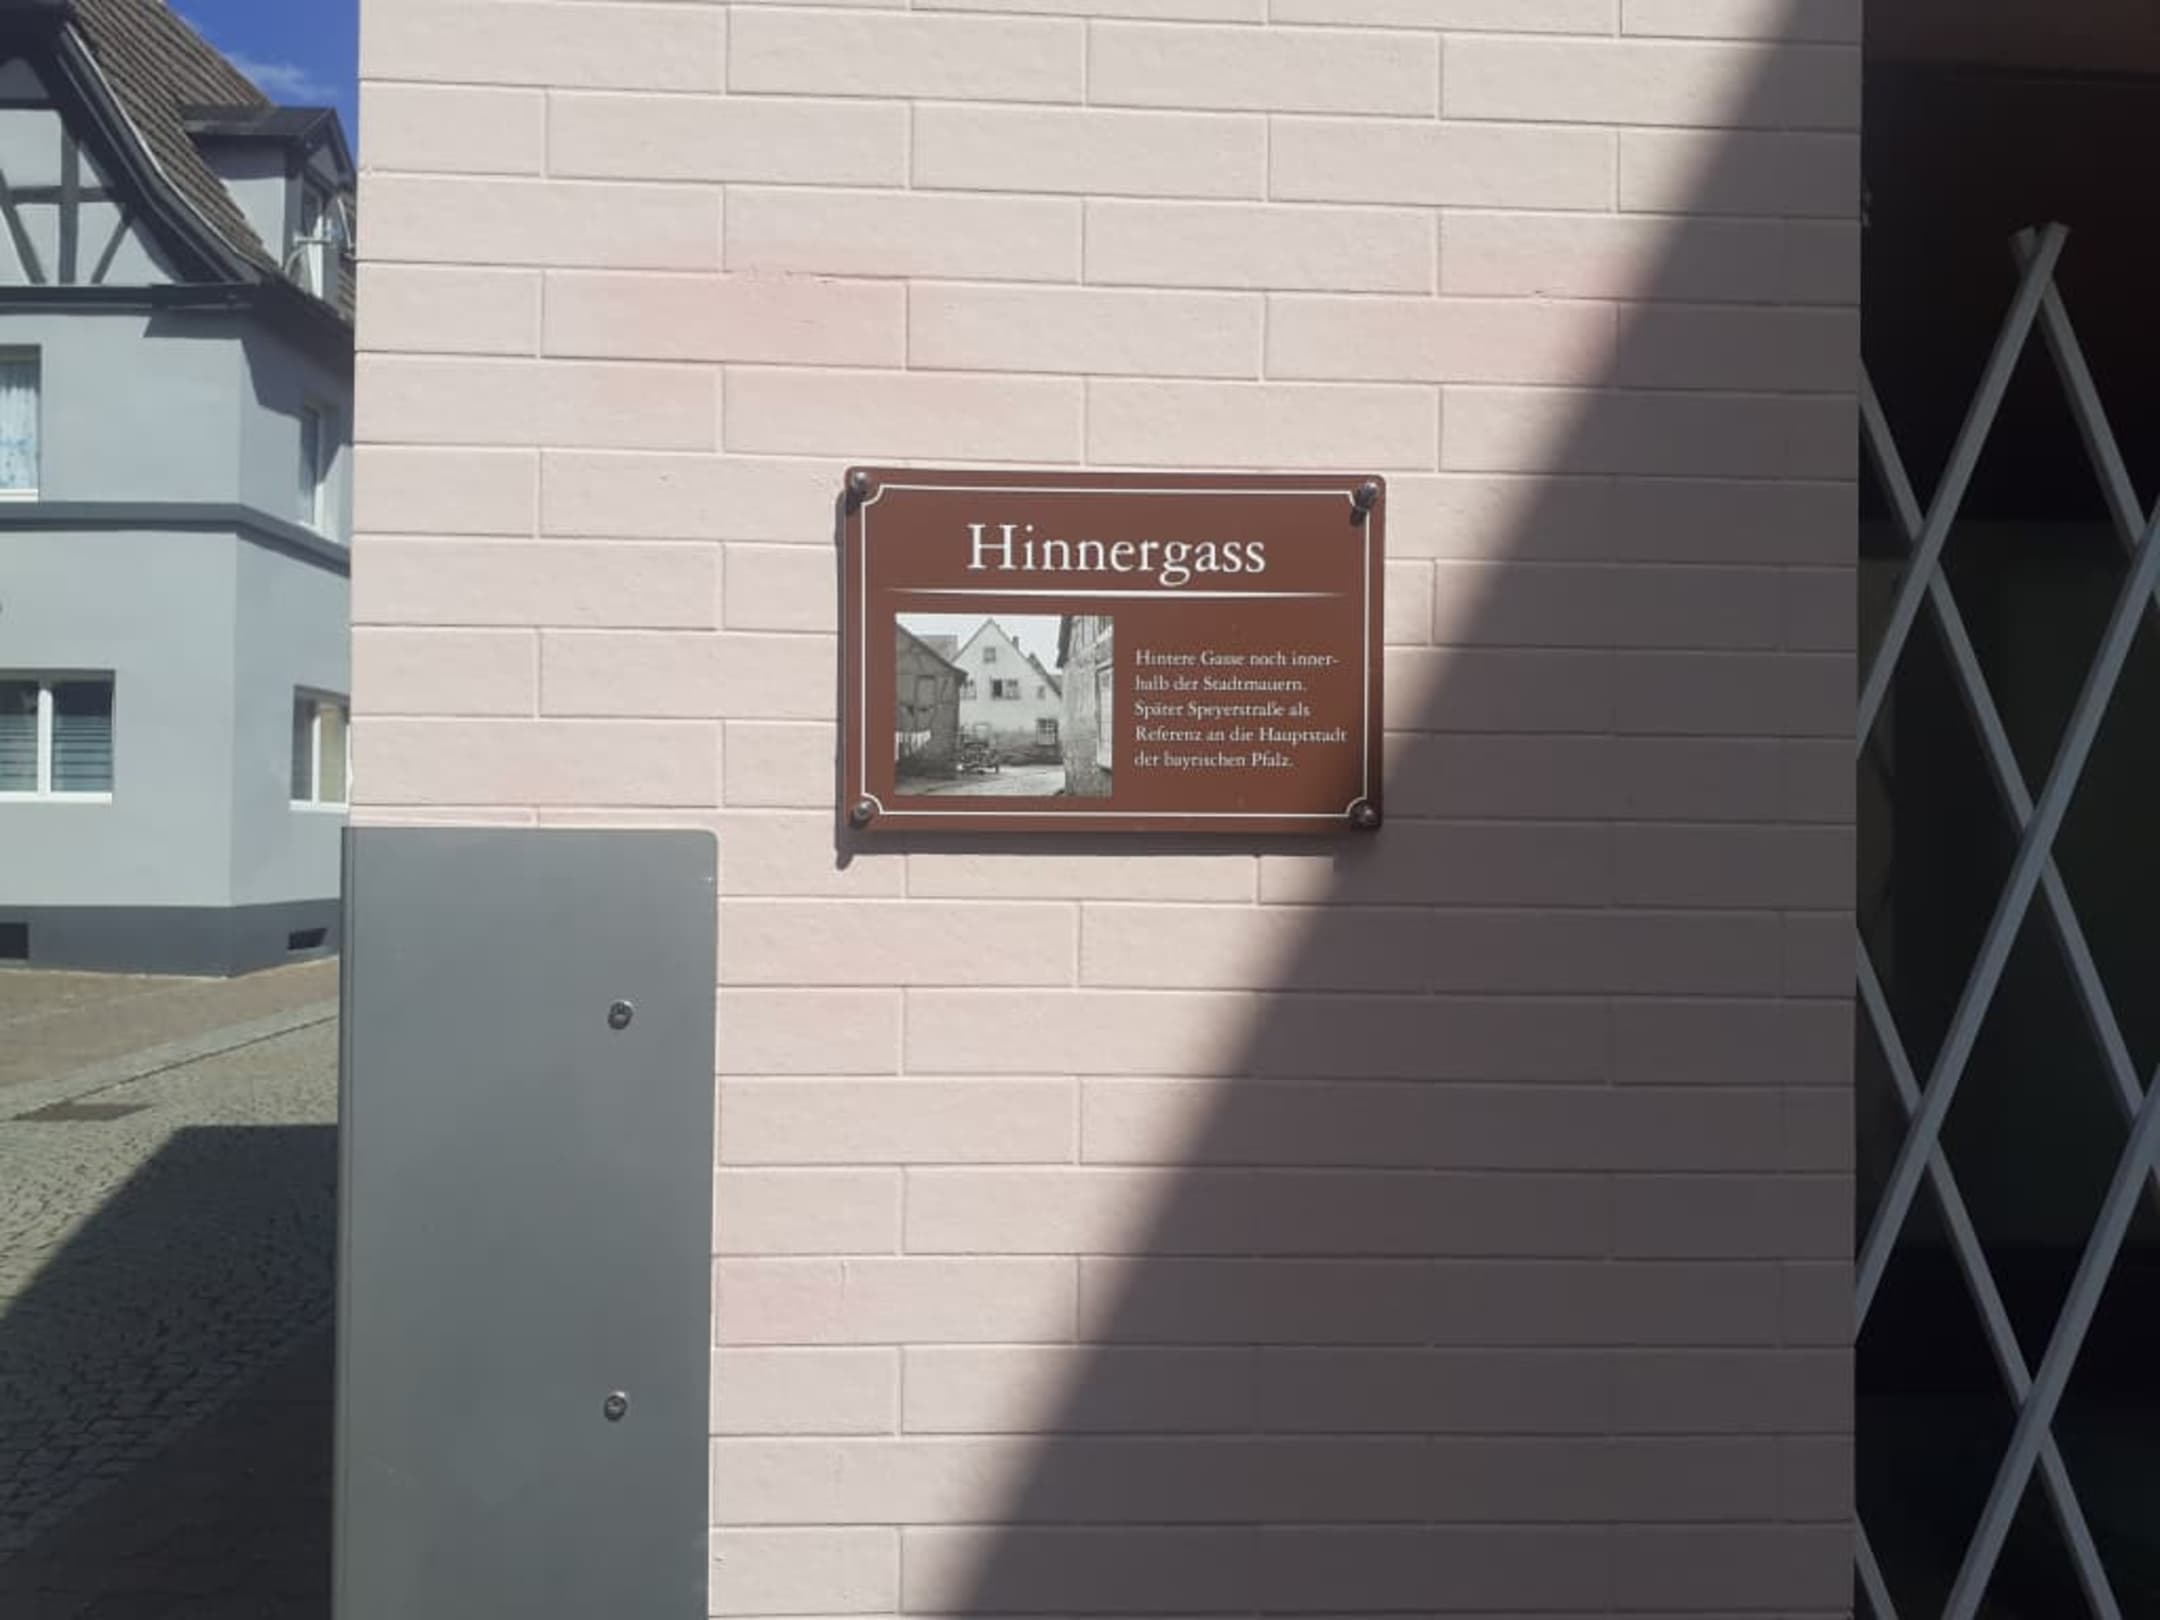 Hinnergass
Hintere Gasse noch inner-
halb der Stadtmauern.
Später Speyerstraße als
Referenz an die Hauptstadt
der bayrischen Pfalz.